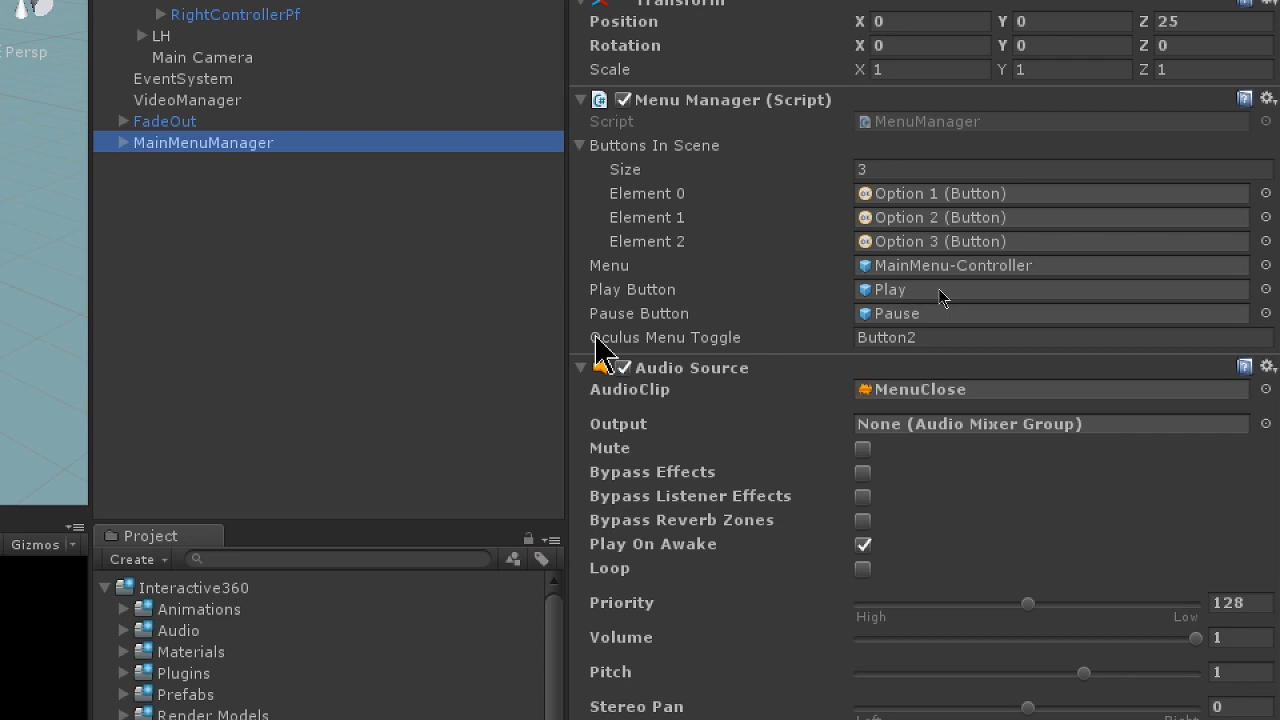 Transform
RightControllerPf
Position X 0 Y 0 Z 25
LH
Rotation X 0 Y 0 Z 0
Persp
Main Camera
Scale X 1 Y 1 Z 1
EventSystem
VideoManager
Menu Manager (Script)
FadeOut
Script MenuManager
MainMenuManager
Buttons In Scene
Size 3
Element 0 Option 1 (Button)
Element 1 Option 2 (Button)
Element 2 Option 3 (Button)
Menu MainMenu-Controller
Play Button Play
Pause Button Pause
Oculus Menu Toggle Button2
Audio Source
AudioClip MenuClose
Output None (Audio Mixer Group)
Mute
Bypass Effects
Bypass Listener Effects
Bypass Reverb Zones
Project
Gizmos
Play On Awake
Create
Loop
Interactive360
Priority 128
High Low
Animations
Audio
Volume 1
Materials
Plugins
Pitch 1
Prefabs
Stereo Pan 0
Render Models
Left Right